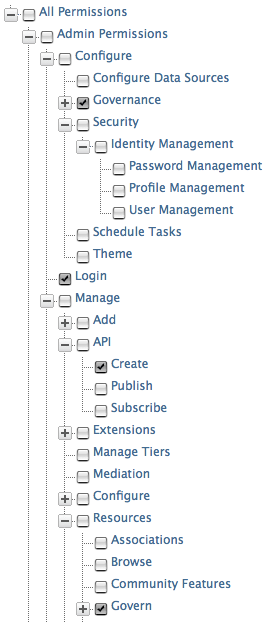 All Permissions
Admin Permissions
Configure
Configure Data Sources
Governance
Security
Identity Management
Password Management
Profile Management
User Management
Schedule Tasks
Theme
Login
Manage
Add
API
Create
Publish
Subscribe
Extensions
Manage Tiers
Mediation
Configure
Resources
Associations
Browse
Community Features
Govern